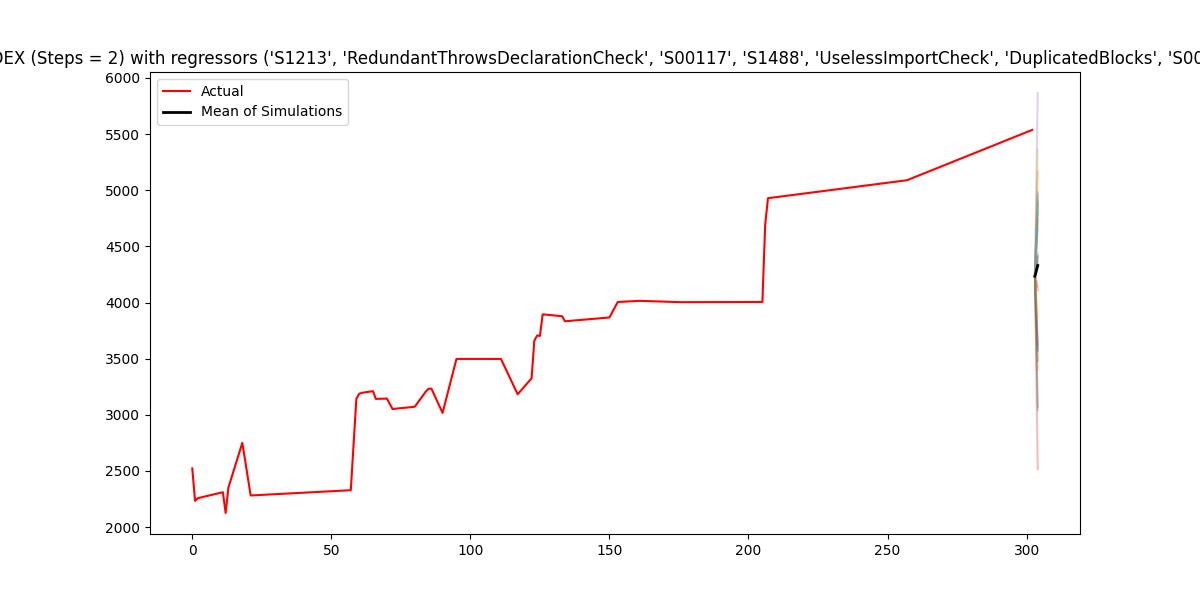 DEX (Steps = 2) with regressors ('S1213', 'RedundantThrowsDeclarationCheck', 'S00117', 'S1488', 'UselessImportCheck', 'DuplicatedBlocks', 'S00
Actual
Mean of Simulations
6000
5500
5000
4500
4000
3500
3000
2500
2000
0 50 100 150 200 250 300